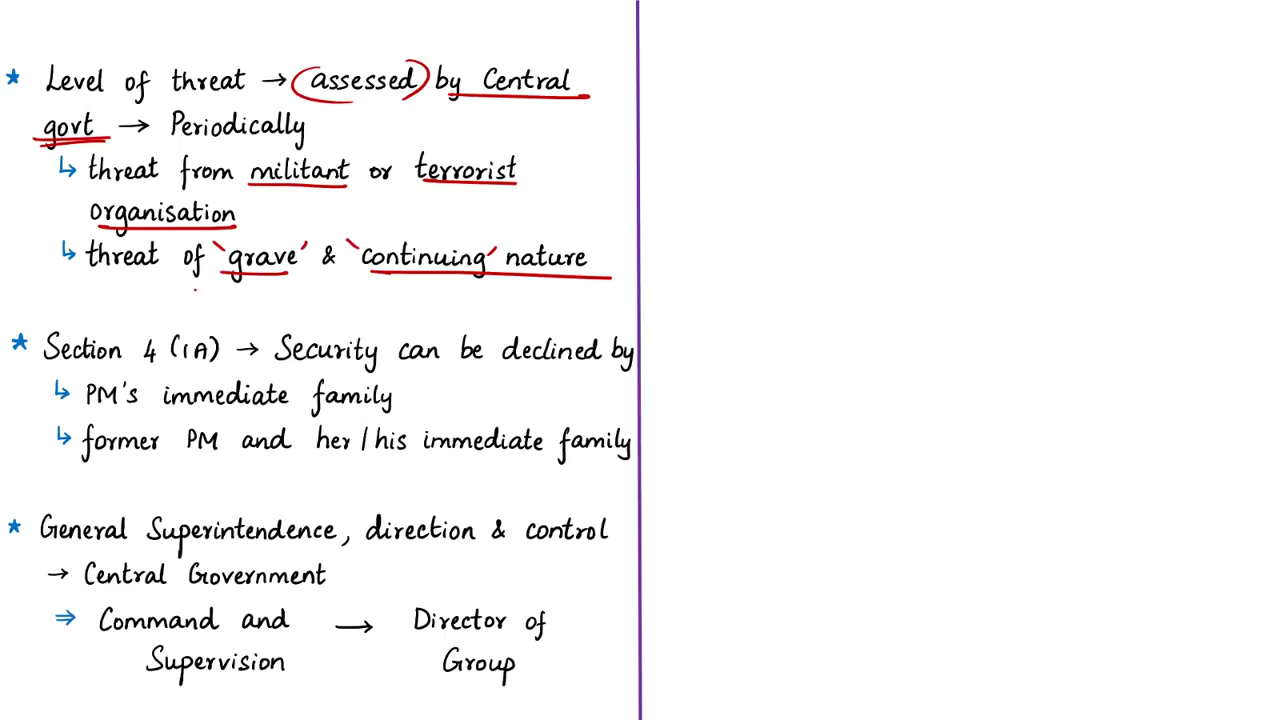 * Level of threat → (assessed) by Central
govt → Periodically
↳ threat from militant or terrorist
organisation
↳ threat of `grave' & `continuing' nature
* Section 4 (1A) → Security can be declined by
↳ PM's immediate family
↳ former PM and her/his immediate family
* General Superintendence, direction & control
→ Central Government
⇒ Command and → Director of
Supervision Group